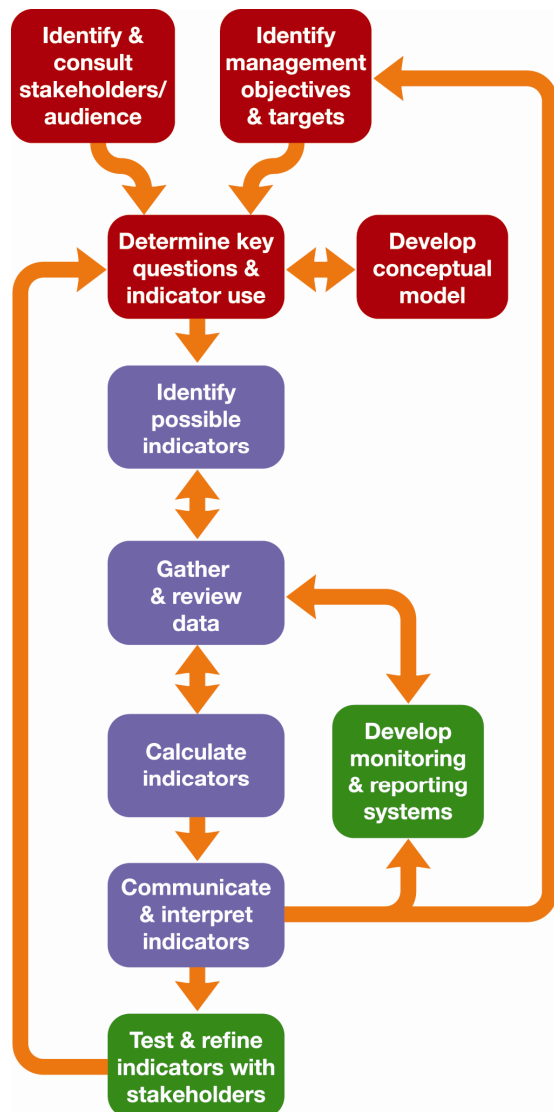 Identify &
consult
stakeholders/
audience
Identify
management
objectives
& targets
Determine key
questions &
indicator use
Develop
conceptual
model
Identify
possible
indicators
Gather
& review
data
Calculate
indicators
Develop
monitoring
& reporting
systems
Communicate
& interpret
indicators
Test & refine
indicators with
stakeholders